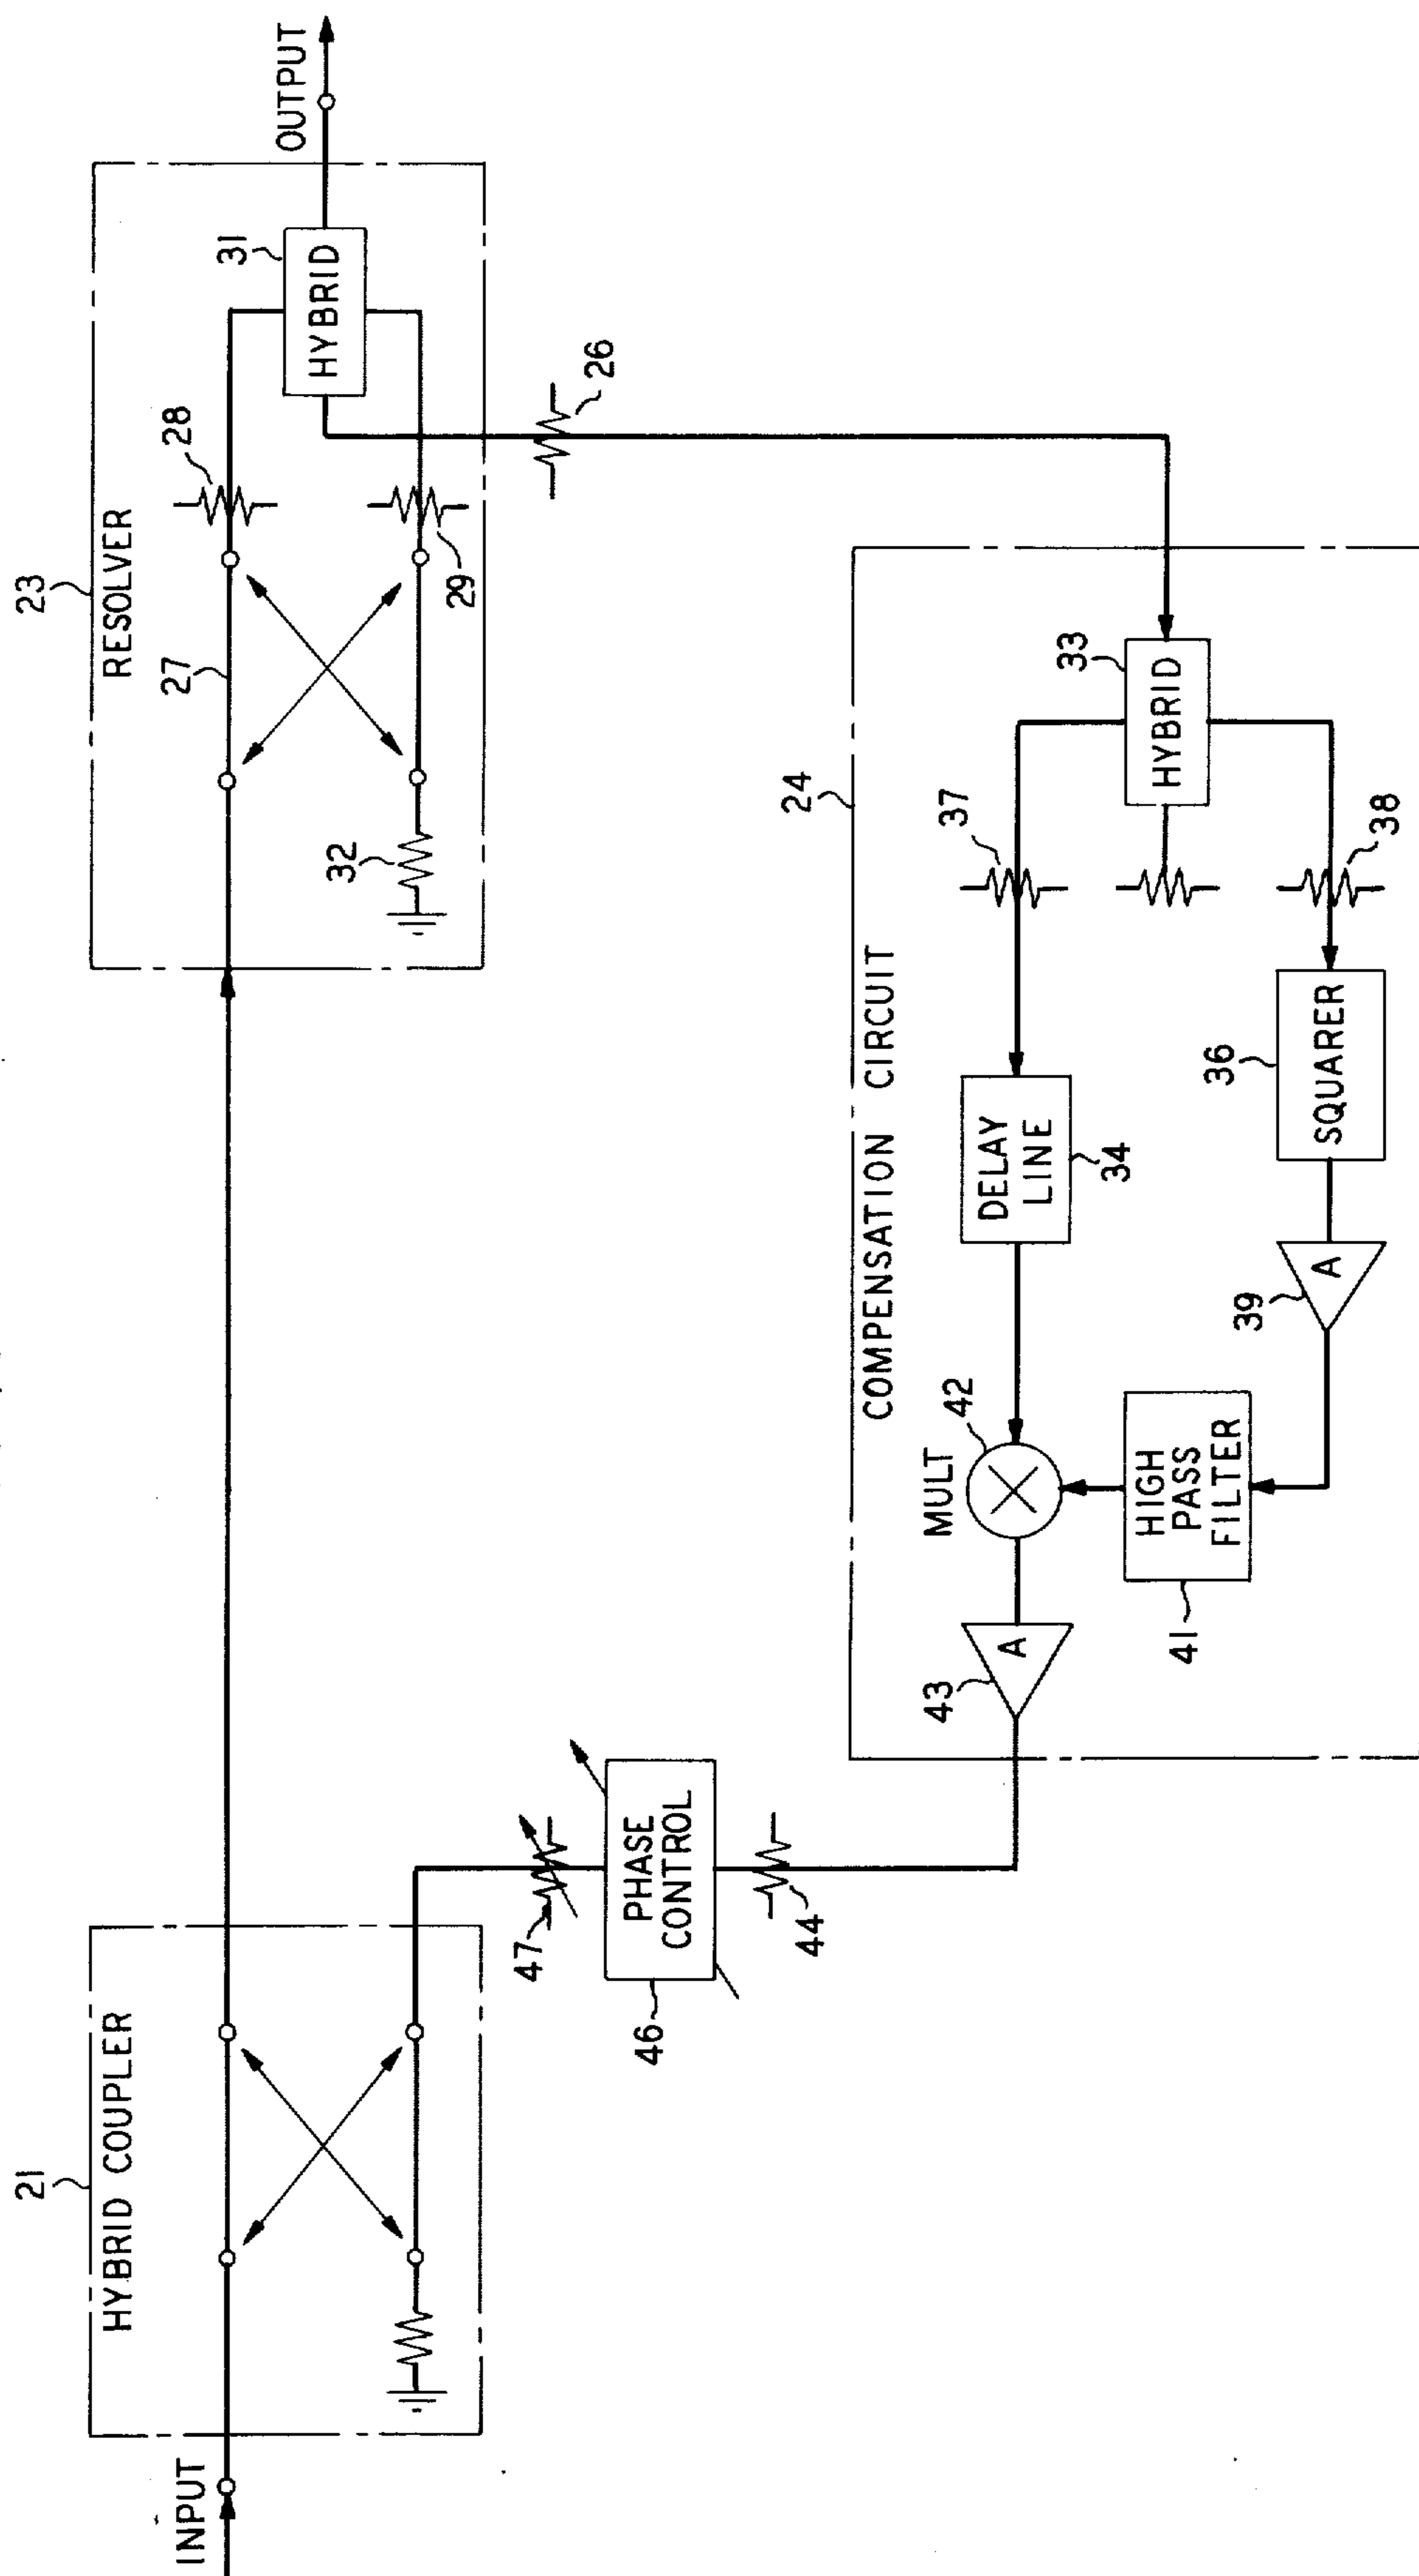 INPUT
21
HYBRID COUPLER
47
46
PHASE
CONTROL
44
23
RESOLVER
27
28
29
32
31
HYBRID
OUTPUT
26
24
COMPENSATION CIRCUIT
33
HYBRID
37
38
DELAY
LINE
34
36
SQUARER
39
A
MULT
42
HIGH
PASS
FILTER
41
43
A